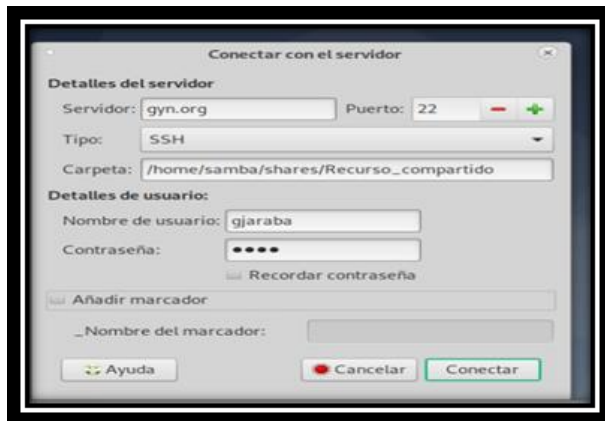 Conectar con el servidor
Detalles del servidor
Servidor: gyn.org Puerto: 22
Tipo: SSH
Carpeta: /home/samba/shares/Recurso_compartido
Detalles de usuario:
Nombre de usuario: gjaraba
Contraseña: ••••
Recordar contraseña
Añadir marcador
_Nombre del marcador:
Ayuda Cancelar Conectar